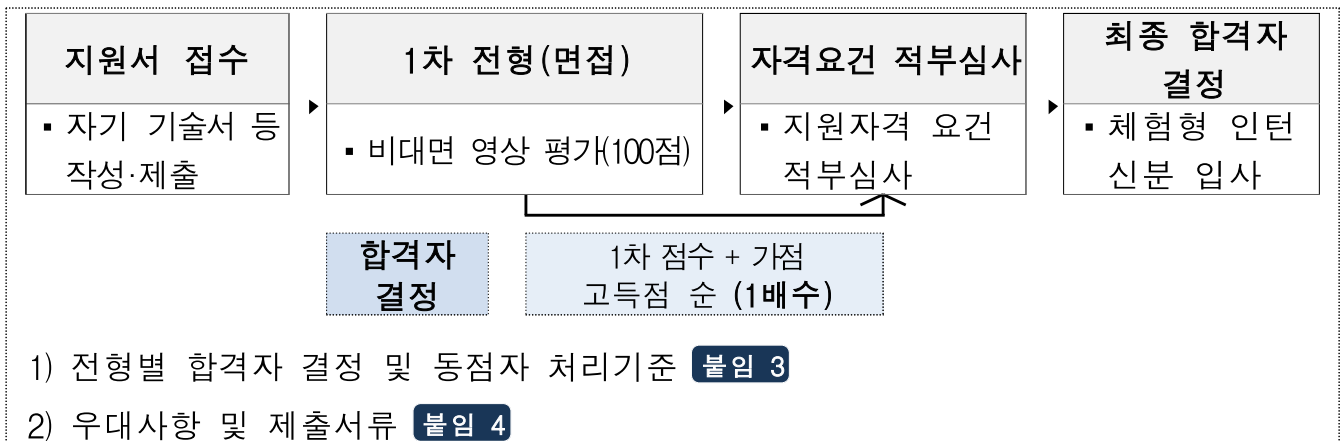 지원서 접수
▪ 자기 기술서 등
작성·제출
1차 전형(면접)
▪ 비대면 영상 평가(100점)
자격요건 적부심사
▪ 지원자격 요건
적부심사
최종 합격자
결정
▪ 체험형 인턴
신분 입사
합격자
결정
1차 점수 + 가점
고득점 순 (1배수)
1) 전형별 합격자 결정 및 동점자 처리기준 붙임 3
2) 우대사항 및 제출서류 붙임 4